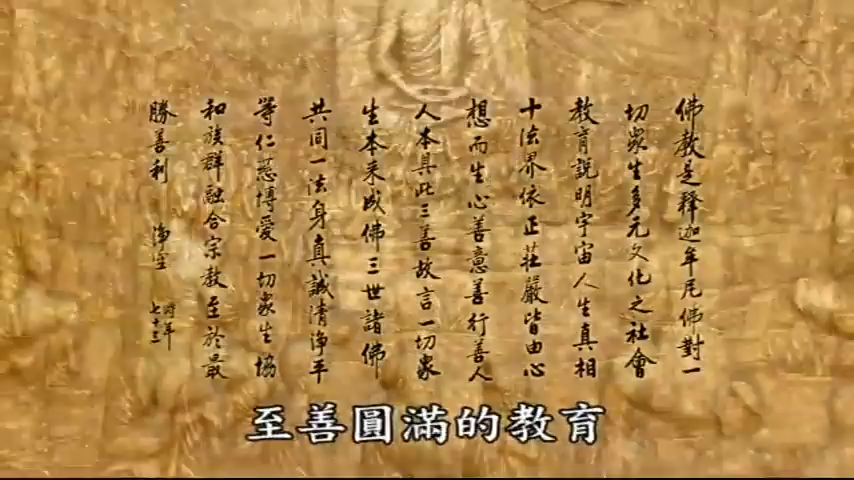 佛教是釋迦牟尼佛對一
切眾生多元文化之社會
教育說明宇宙人生真相
十法界依正莊嚴皆由心
想而生心善意善行善人
人本具此三善故言一切眾
生本來成佛三世諸佛
共同一法身真誠清淨平
等仁慈博愛一切眾生協
和族群融合宗教至於最
勝善利 淨空 時年
七十三
至善圓滿的教育